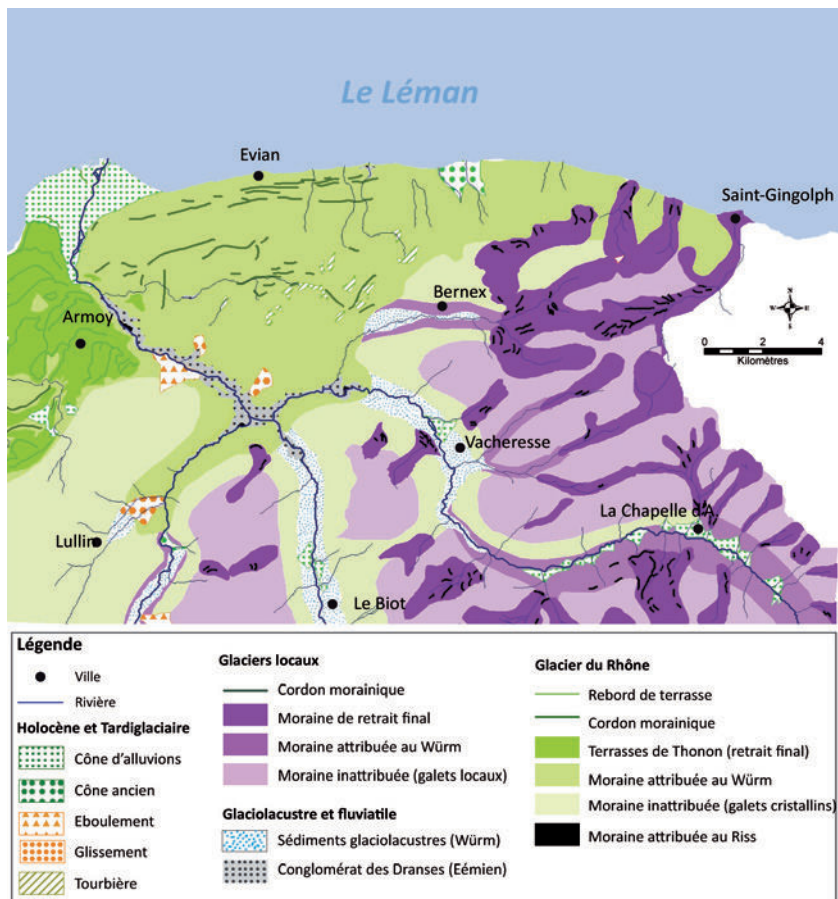 Le Léman
Evian
Saint-Gingolph
Bernex
N
W E
S
Armoy
0 2 4
Kilomètres
Vacheresse
La Chapelle d'A.
Lullin
Le Biot
Légende
Ville
Rivière
Holocène et Tardiglaciaire
Cône d'alluvions
Cône ancien
Eboulement
Glissement
Tourbière
Glaciers locaux
Cordon morainique
Moraine de retrait final
Moraine attribuée au Würm
Moraine inattribuée (galets locaux)
Glaciolacustre et fluviatile
Sédiments glaciolacustres (Würm)
Conglomérat des Dranses (Eémien)
Glacier du Rhône
Rebord de terrasse
Cordon morainique
Terrasses de Thonon (retrait final)
Moraine attribuée au Würm
Moraine inattribuée (galets cristallins)
Moraine attribuée au Riss